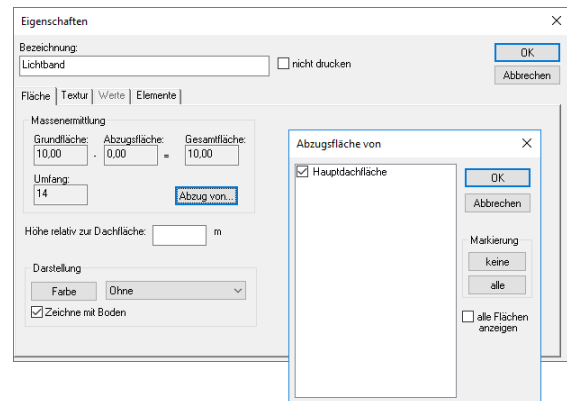 Eigenschaften
Bezeichnung:
Lichtband
nicht drucken
OK
Abbrechen
Fläche Textur Werte Elemente
Massenermittlung
Grundfläche: Abzugsfläche: Gesamtfläche:
10,00 - 0,00 = 10,00
Umfang:
14
Abzug von...
Höhe relativ zur Dachfläche: m
Darstellung
Farbe Ohne
Zeichne mit Boden
Abzugsfläche von
Hauptdachfläche
OK
Abbrechen
Markierung
keine
alle
alle Flächen
anzeigen